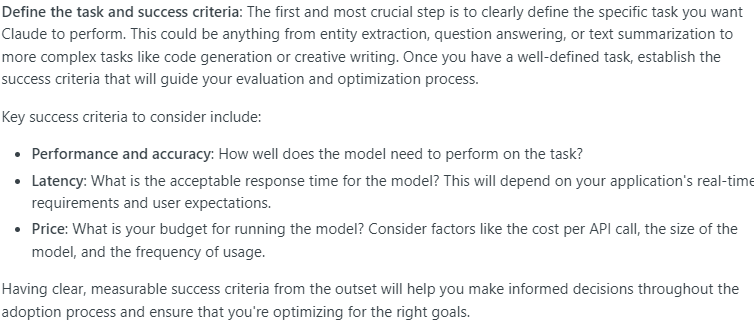 Define the task and success criteria: The first and most crucial step is to clearly define the specific task you want
Claude to perform. This could be anything from entity extraction, question answering, or text summarization to
more complex tasks like code generation or creative writing. Once you have a well-defined task, establish the
success criteria that will guide your evaluation and optimization process.
Key success criteria to consider include:
• Performance and accuracy: How well does the model need to perform on the task?
• Latency: What is the acceptable response time for the model? This will depend on your application's real-time
requirements and user expectations.
• Price: What is your budget for running the model? Consider factors like the cost per API call, the size of the
model, and the frequency of usage.
Having clear, measurable success criteria from the outset will help you make informed decisions throughout the
adoption process and ensure that you're optimizing for the right goals.